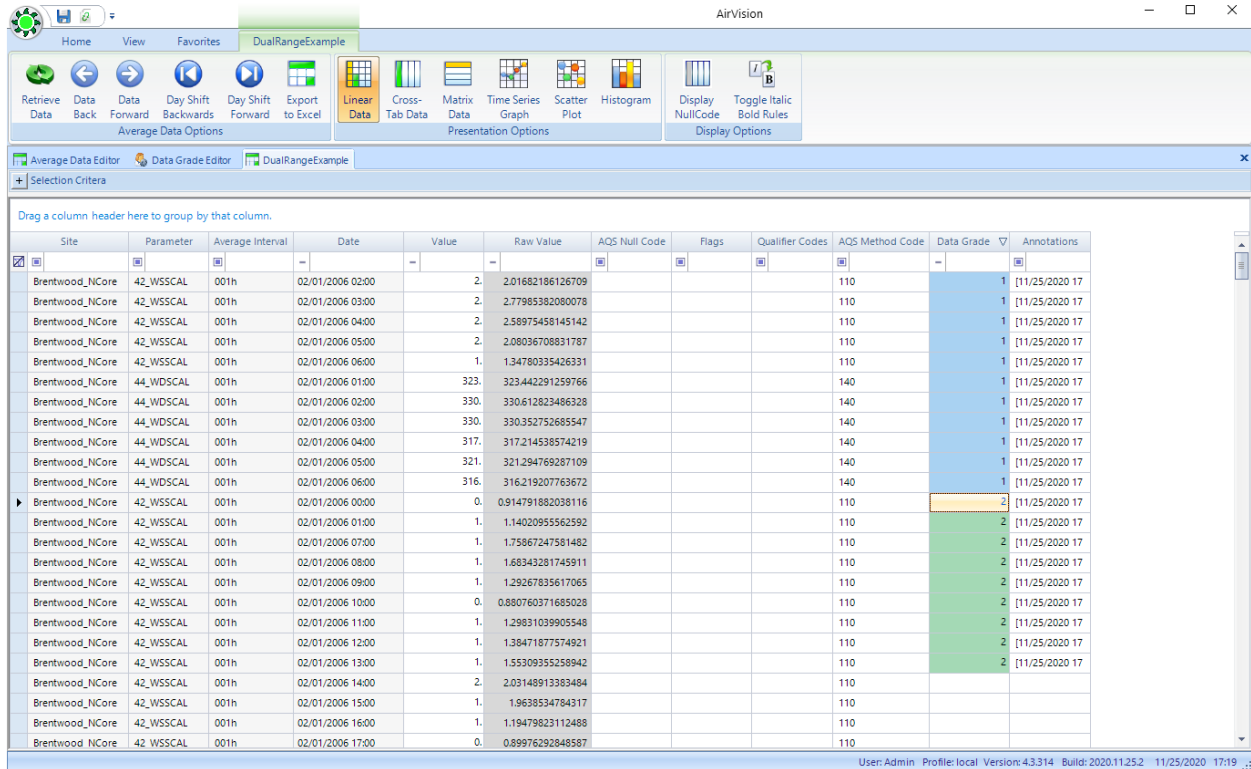 AirVision
Home View Favorites DualRangeExample
Retrieve Data Data Back Data Forward Day Shift Backwards Day Shift Forward Export to Excel Linear Data Cross-Tab Data Matrix Data Time Series Graph Scatter Plot Histogram Display NullCode Toggle Italic Bold Rules
Average Data Options Presentation Options Display Options
Average Data Editor Data Grade Editor DualRangeExample
+ Selection Critera
Drag a column header here to group by that column.
Site Parameter Average Interval Date Value Raw Value AQS Null Code Flags Qualifier Codes AQS Method Code Data Grade Annotations
Brentwood_NCore 42_WSSCAL 001h 02/01/2006 02:00 2. 2.01682186126709 110 1 [11/25/2020 17
Brentwood_NCore 42_WSSCAL 001h 02/01/2006 03:00 2. 2.77985382080078 110 1 [11/25/2020 17
Brentwood_NCore 42_WSSCAL 001h 02/01/2006 04:00 2. 2.58975458145142 110 1 [11/25/2020 17
Brentwood_NCore 42_WSSCAL 001h 02/01/2006 05:00 2. 2.08036708831787 110 1 [11/25/2020 17
Brentwood_NCore 42_WSSCAL 001h 02/01/2006 06:00 1. 1.34780335426331 110 1 [11/25/2020 17
Brentwood_NCore 44_WDSCAL 001h 02/01/2006 01:00 323. 323.442291259766 140 1 [11/25/2020 17
Brentwood_NCore 44_WDSCAL 001h 02/01/2006 02:00 330. 330.612823486328 140 1 [11/25/2020 17
Brentwood_NCore 44_WDSCAL 001h 02/01/2006 03:00 330. 330.352752685547 140 1 [11/25/2020 17
Brentwood_NCore 44_WDSCAL 001h 02/01/2006 04:00 317. 317.214538574219 140 1 [11/25/2020 17
Brentwood_NCore 44_WDSCAL 001h 02/01/2006 05:00 321. 321.294769287109 140 1 [11/25/2020 17
Brentwood_NCore 44_WDSCAL 001h 02/01/2006 06:00 316. 316.219207763672 140 1 [11/25/2020 17
Brentwood_NCore 42_WSSCAL 001h 02/01/2006 00:00 0. 0.914791882038116 110 2 [11/25/2020 17
Brentwood_NCore 42_WSSCAL 001h 02/01/2006 01:00 1. 1.14020955562592 110 2 [11/25/2020 17
Brentwood_NCore 42_WSSCAL 001h 02/01/2006 07:00 1. 1.75867247581482 110 2 [11/25/2020 17
Brentwood_NCore 42_WSSCAL 001h 02/01/2006 08:00 1. 1.68343281745911 110 2 [11/25/2020 17
Brentwood_NCore 42_WSSCAL 001h 02/01/2006 09:00 1. 1.29267835617065 110 2 [11/25/2020 17
Brentwood_NCore 42_WSSCAL 001h 02/01/2006 10:00 0. 0.880760371685028 110 2 [11/25/2020 17
Brentwood_NCore 42_WSSCAL 001h 02/01/2006 11:00 1. 1.29831039905548 110 2 [11/25/2020 17
Brentwood_NCore 42_WSSCAL 001h 02/01/2006 12:00 1. 1.38471877574921 110 2 [11/25/2020 17
Brentwood_NCore 42_WSSCAL 001h 02/01/2006 13:00 1. 1.55309355258942 110 2 [11/25/2020 17
Brentwood_NCore 42_WSSCAL 001h 02/01/2006 14:00 2. 2.03148913383484 110
Brentwood_NCore 42_WSSCAL 001h 02/01/2006 15:00 1. 1.9638534784317 110
Brentwood_NCore 42_WSSCAL 001h 02/01/2006 16:00 1. 1.19479823112488 110
Brentwood_NCore 42_WSSCAL 001h 02/01/2006 17:00 0. 0.89976292848587 110
User: Admin Profile: local Version: 4.3.314 Build: 2020.11.25.2 11/25/2020 17:19